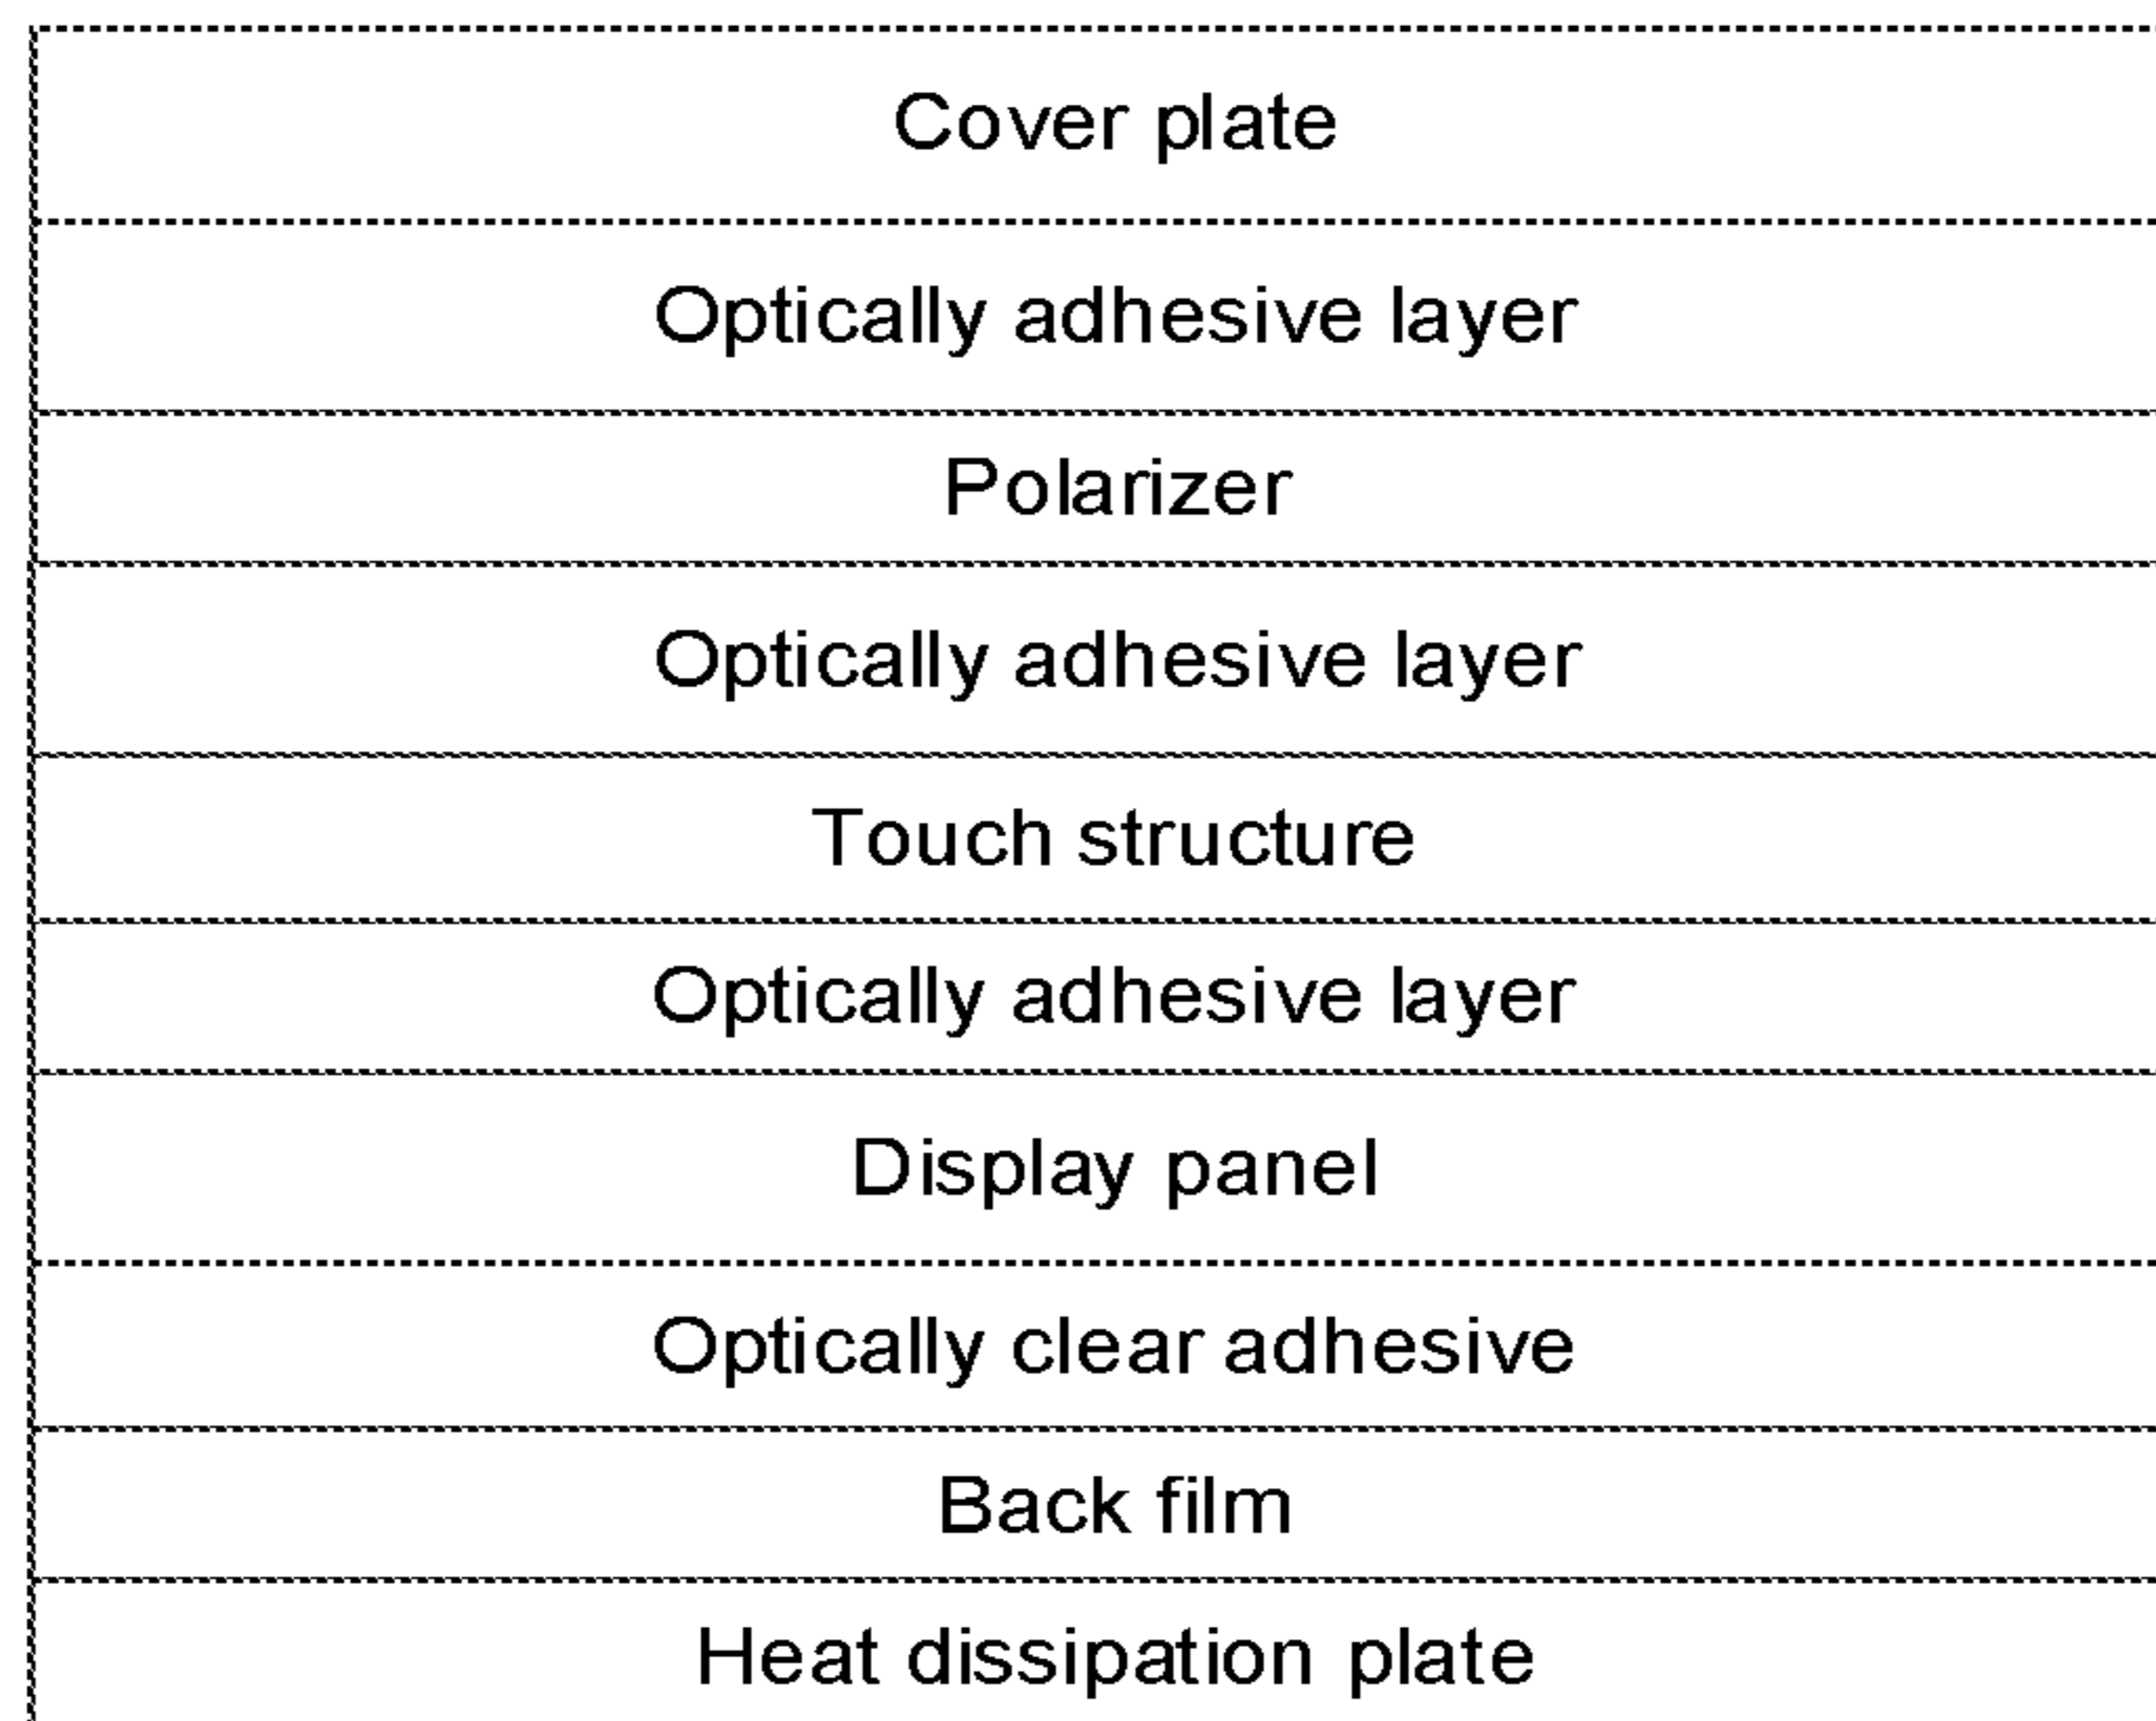 Cover plate
Optically adhesive layer
Polarizer
Optically adhesive layer
Touch structure
Optically adhesive layer
Display panel
Optically clear adhesive
Back film
Heat dissipation plate